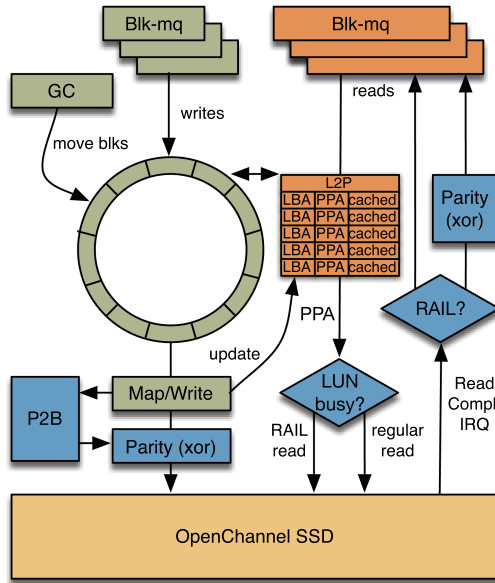 Blk-mq
Blk-mq
GC
writes
reads
move blks
L2P
LBA PPA cached
LBA PPA cached
LBA PPA cached
LBA PPA cached
LBA PPA cached
Parity
(xor)
PPA
RAIL?
update
LUN
busy?
Map/Write
P2B
Parity (xor)
RAIL
read
regular
read
Read
Compl
IRQ
OpenChannel SSD